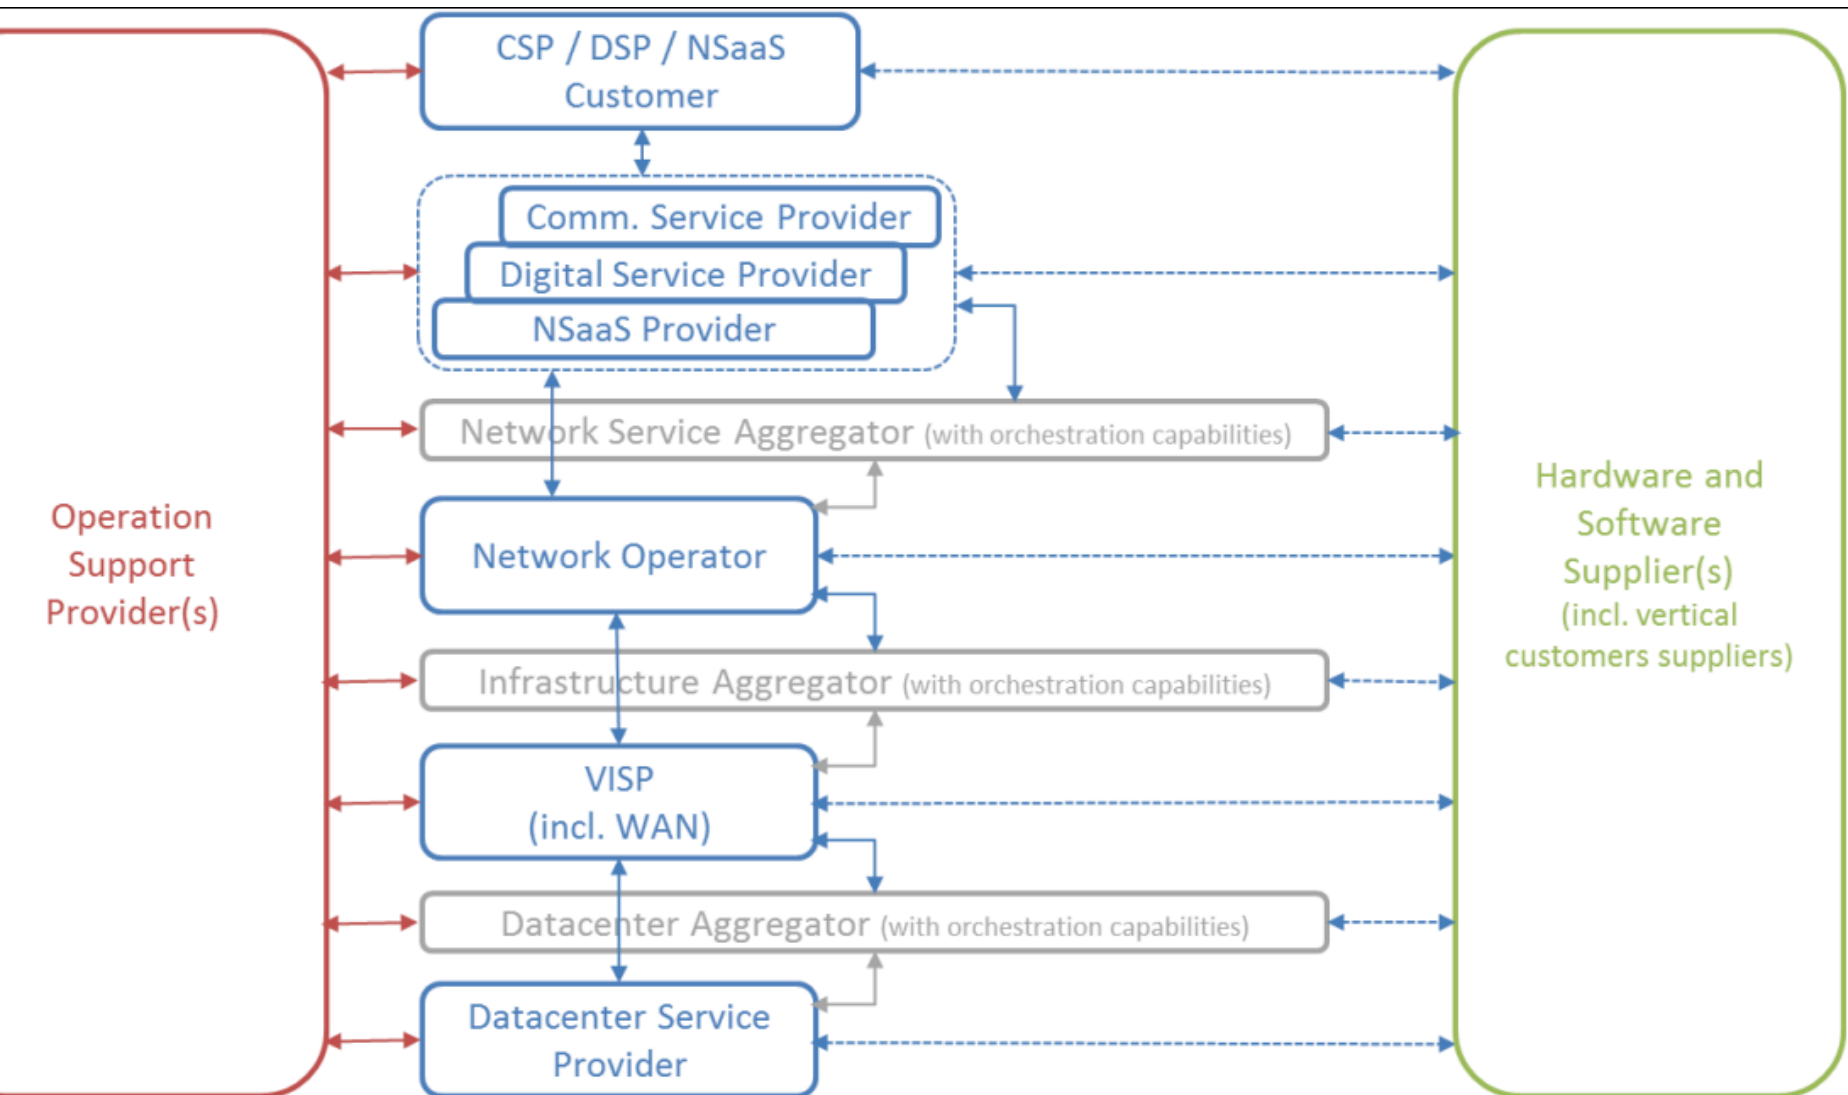 CSP / DSP / NSaaS
Customer
Comm. Service Provider
Digital Service Provider
NSaaS Provider
Network Service Aggregator (with orchestration capabilities)
Network Operator
Infrastructure Aggregator (with orchestration capabilities)
VISP
(incl. WAN)
Datacenter Aggregator (with orchestration capabilities)
Datacenter Service
Provider
Operation
Support
Provider(s)
Hardware and
Software
Supplier(s)
(incl. vertical
customers suppliers)